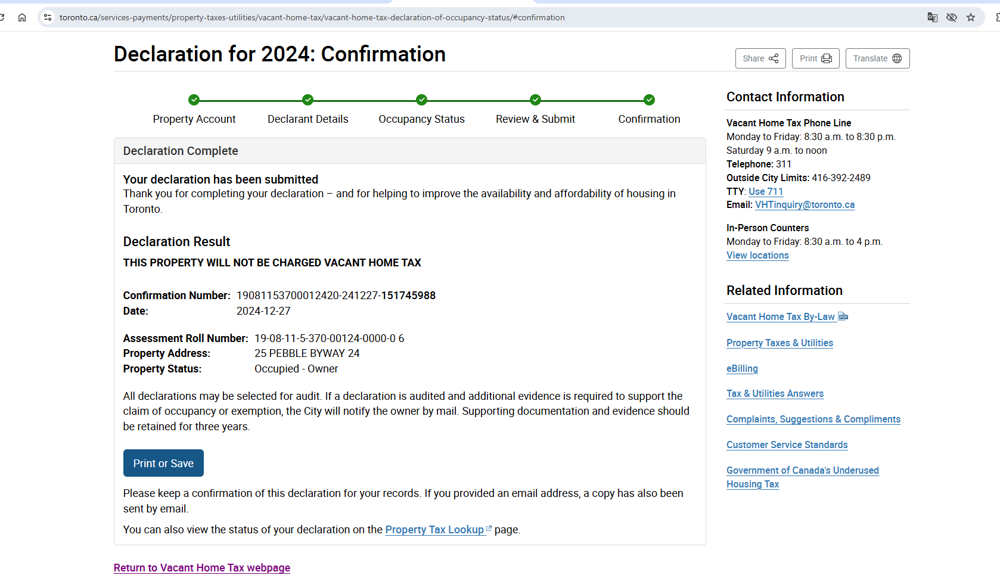 toronto.ca/services-payments/property-taxes-utilities/vacant-home-tax/vacant-home-tax-declaration-of-occupancy-status/#confirmation
Declaration for 2024: Confirmation
Share
Print
Translate
Property Account
Declarant Details
Occupancy Status
Review & Submit
Confirmation
Declaration Complete
Your declaration has been submitted
Thank you for completing your declaration – and for helping to improve the availability and affordability of housing in
Toronto.
Declaration Result
THIS PROPERTY WILL NOT BE CHARGED VACANT HOME TAX
Confirmation Number: 19081153700012420-241227-151745988
Date: 2024-12-27
Assessment Roll Number: 19-08-11-5-370-00124-0000-0 6
Property Address: 25 PEBBLE BYWAY 24
Property Status: Occupied - Owner
All declarations may be selected for audit. If a declaration is audited and additional evidence is required to support the
claim of occupancy or exemption, the City will notify the owner by mail. Supporting documentation and evidence should
be retained for three years.
Print or Save
Please keep a confirmation of this declaration for your records. If you provided an email address, a copy has also been
sent by email.
You can also view the status of your declaration on the Property Tax Lookup page.
Return to Vacant Home Tax webpage
Contact Information
Vacant Home Tax Phone Line
Monday to Friday: 8:30 a.m. to 8:30 p.m.
Saturday 9 a.m. to noon
Telephone: 311
Outside City Limits: 416-392-2489
TTY: Use 711
Email: VHTinquiry@toronto.ca
In-Person Counters
Monday to Friday: 8:30 a.m. to 4 p.m.
View locations
Related Information
Vacant Home Tax By-Law PDF
Property Taxes & Utilities
eBilling
Tax & Utilities Answers
Complaints, Suggestions & Compliments
Customer Service Standards
Government of Canada's Underused
Housing Tax